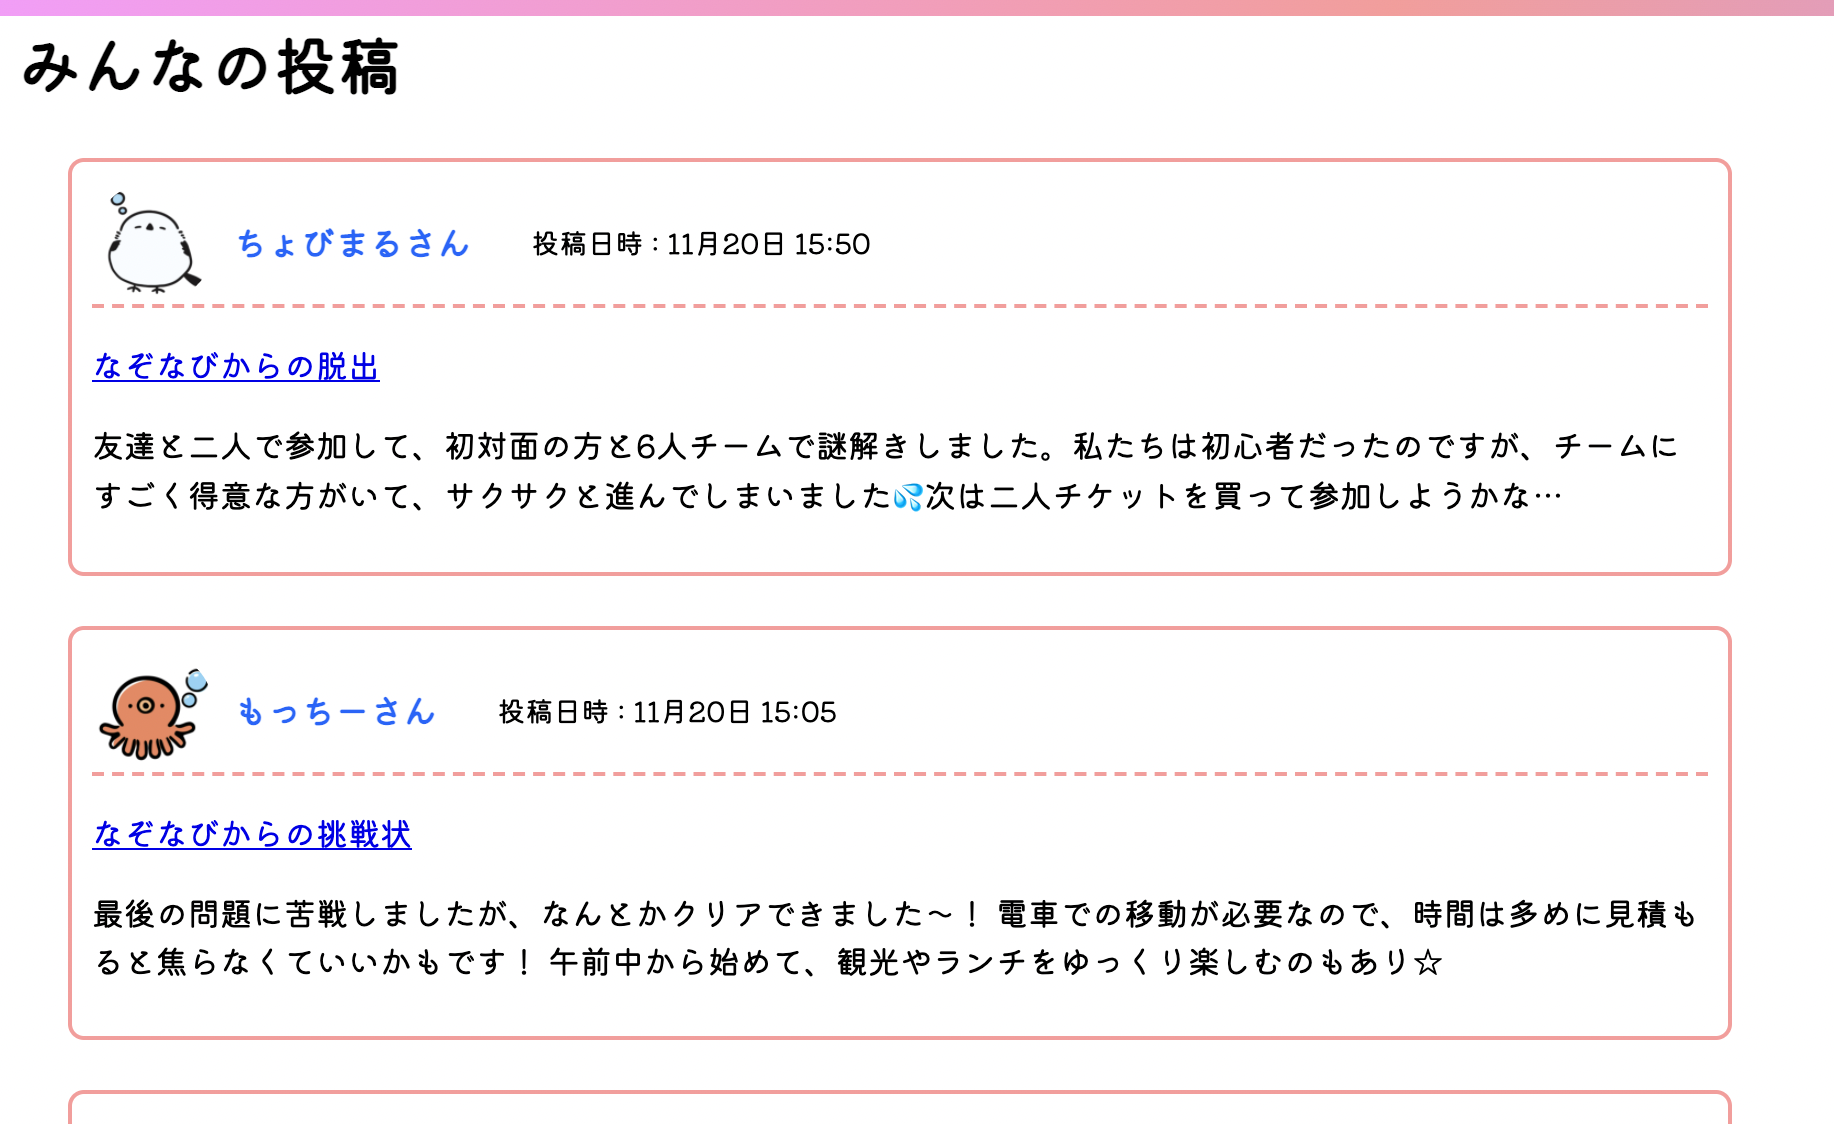 みんなの投稿
ちょびまるさん 投稿日時：11月20日 15:50
なぞなびからの脱出
友達と二人で参加して、初対面の方と6人チームで謎解きしました。私たちは初心者だったのですが、チームに
すごく得意な方がいて、サクサクと進んでしまいました💦次は二人チケットを買って参加しようかな…
もっちーさん 投稿日時：11月20日 15:05
なぞなびからの挑戦状
最後の問題に苦戦しましたが、なんとかクリアできました〜！ 電車での移動が必要なので、時間は多めに見積も
ると焦らなくていいかもです！ 午前中から始めて、観光やランチをゆっくり楽しむのもあり☆